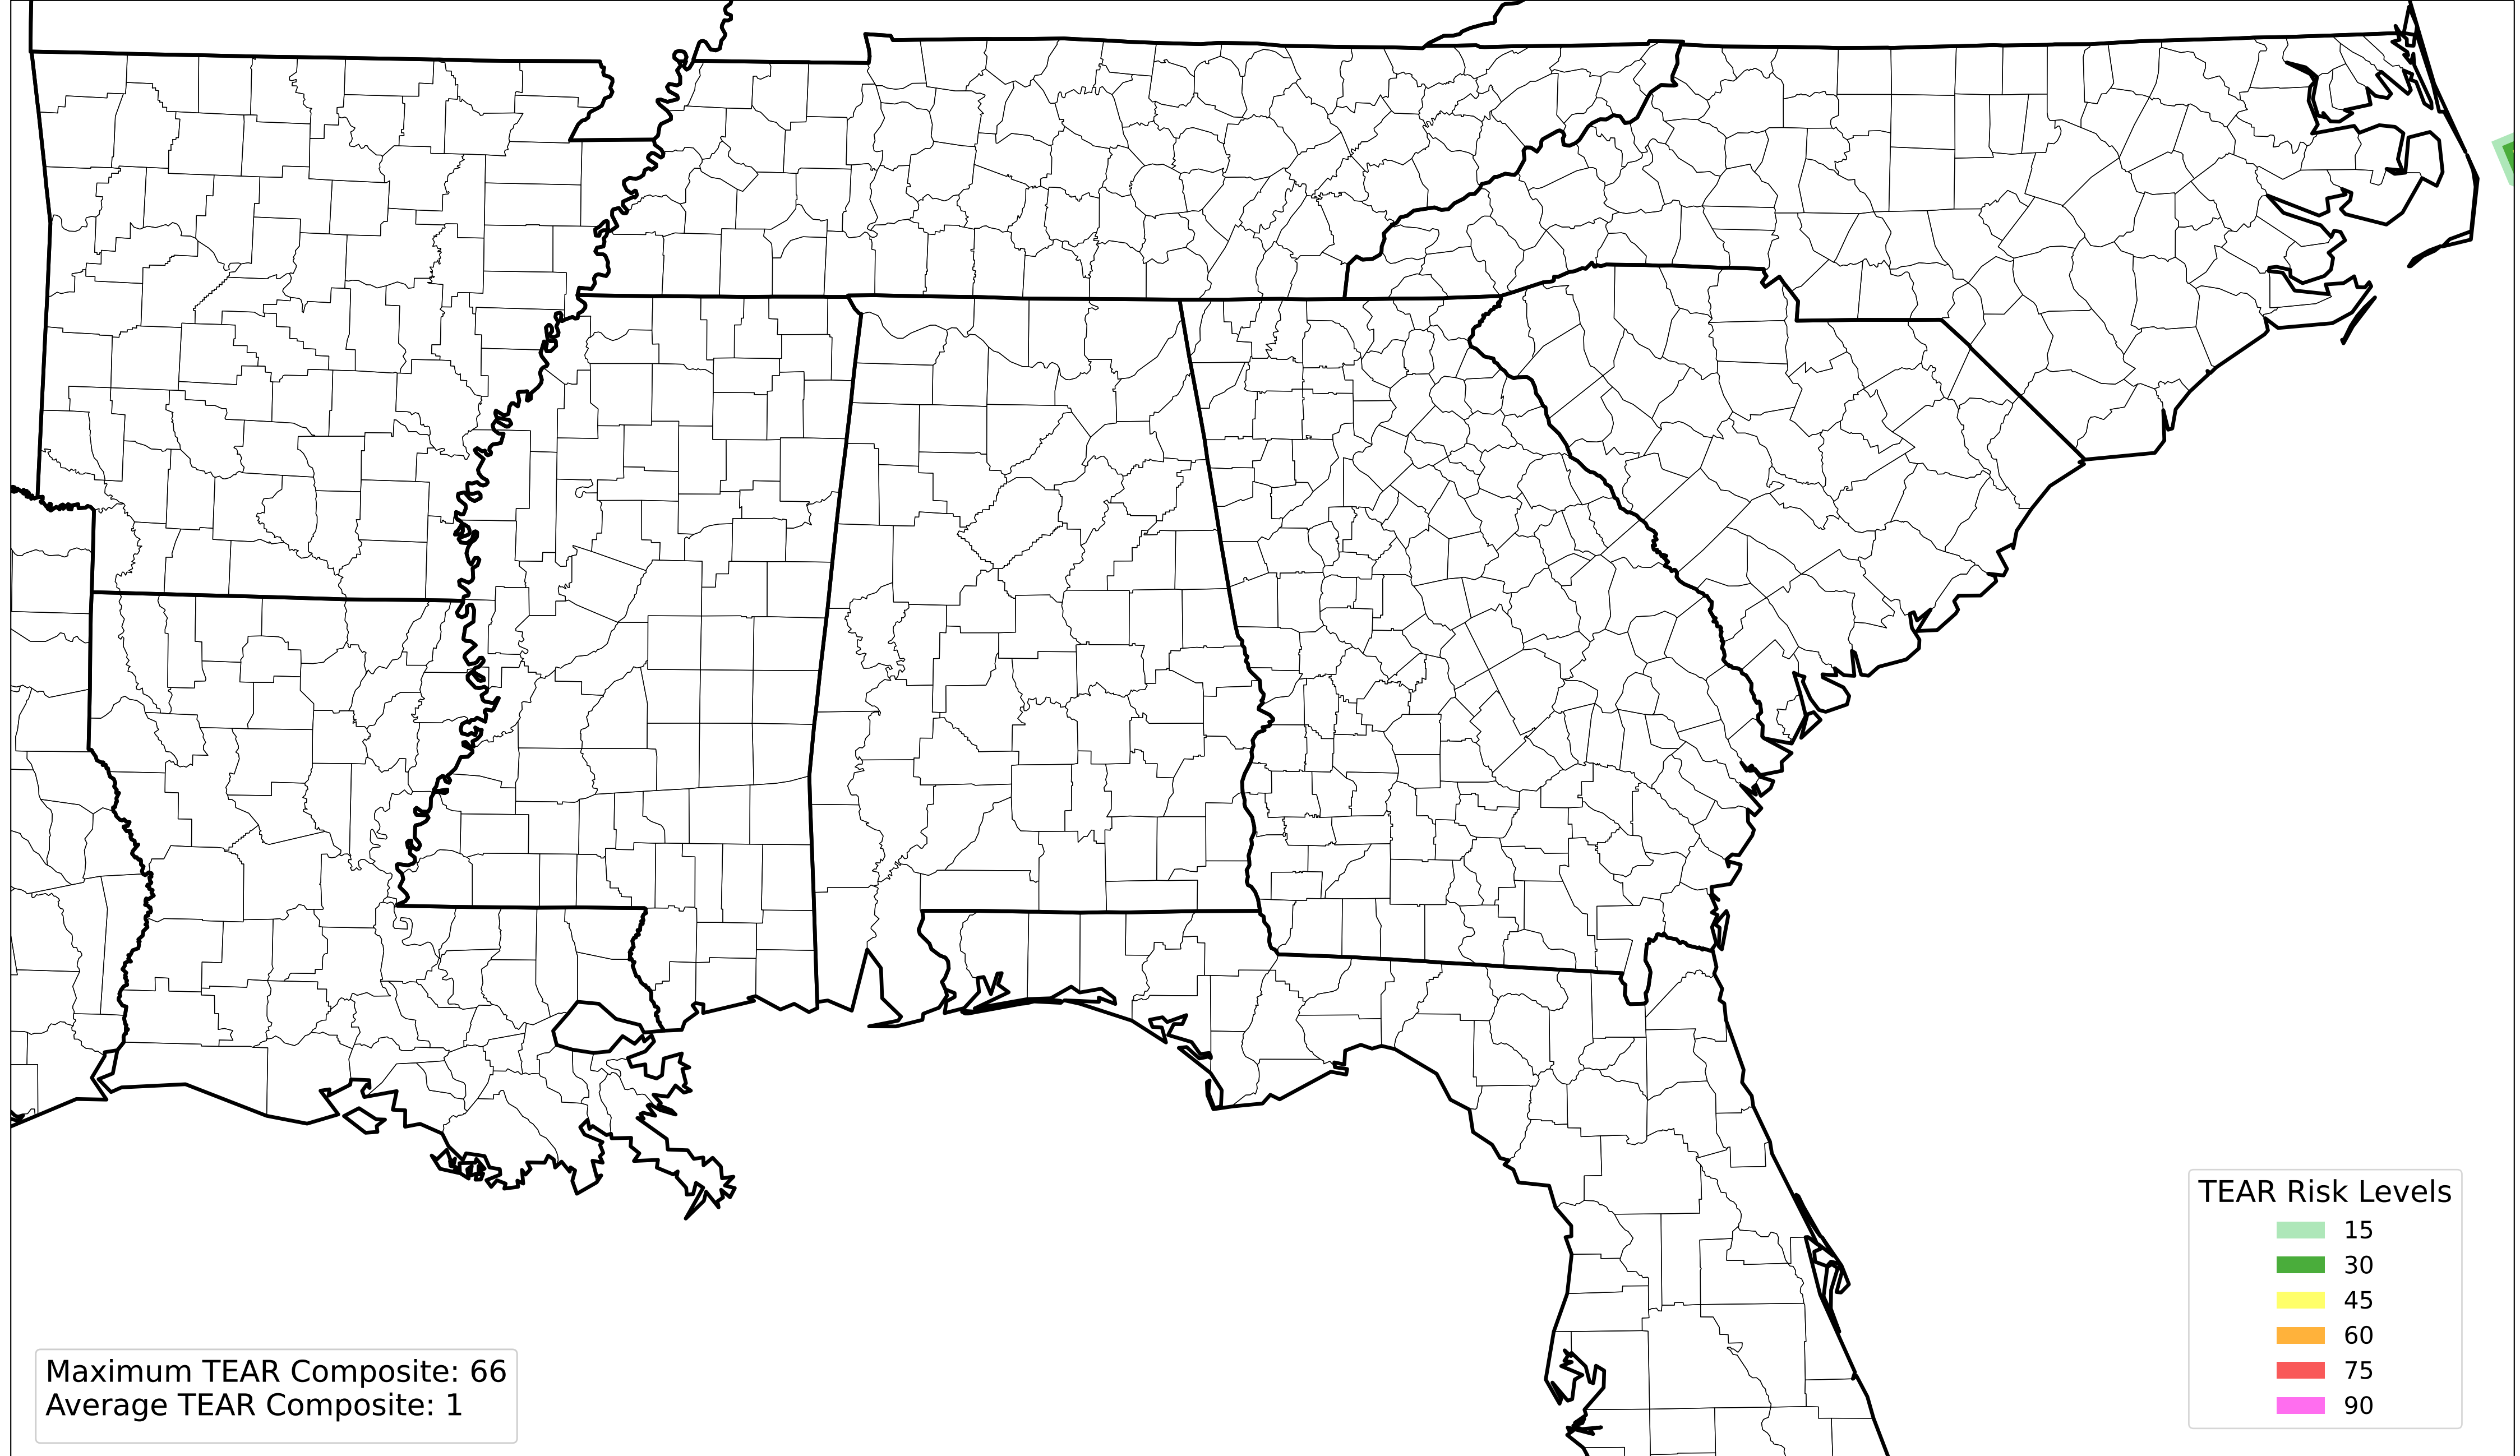 Maximum TEAR Composite: 66
Average TEAR Composite: 1
TEAR Risk Levels
15
30
45
60
75
90